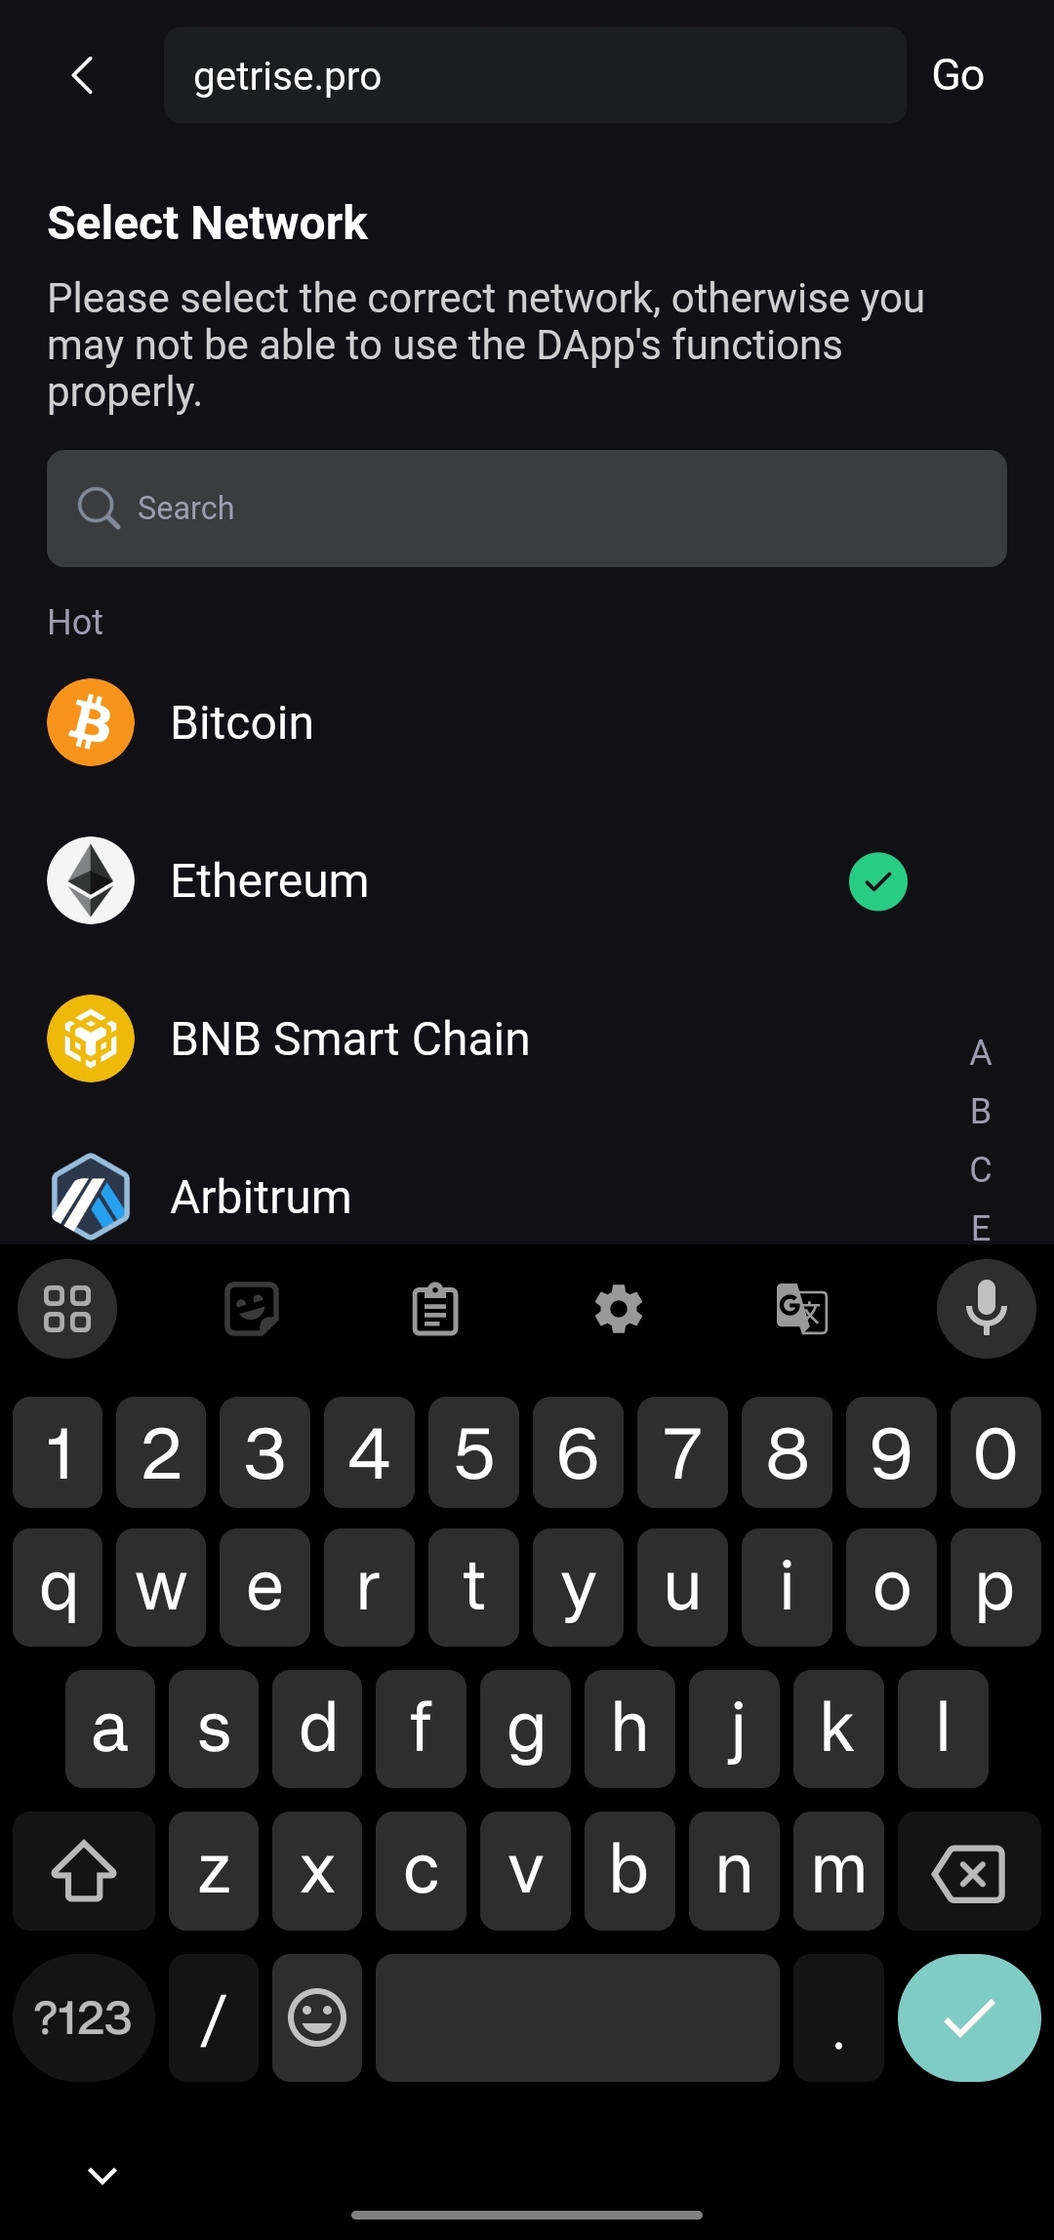 getrise.pro
Go
Select Network
Please select the correct network, otherwise you
may not be able to use the DApp's functions
properly.
Search
Hot
Bitcoin
Ethereum
BNB Smart Chain
A
B
C
Arbitrum
E
1 2 3 4 5 6 7 8 9 0
q w e r t y u i o p
a s d f g h j k l
z x c v b n m
?123 / .